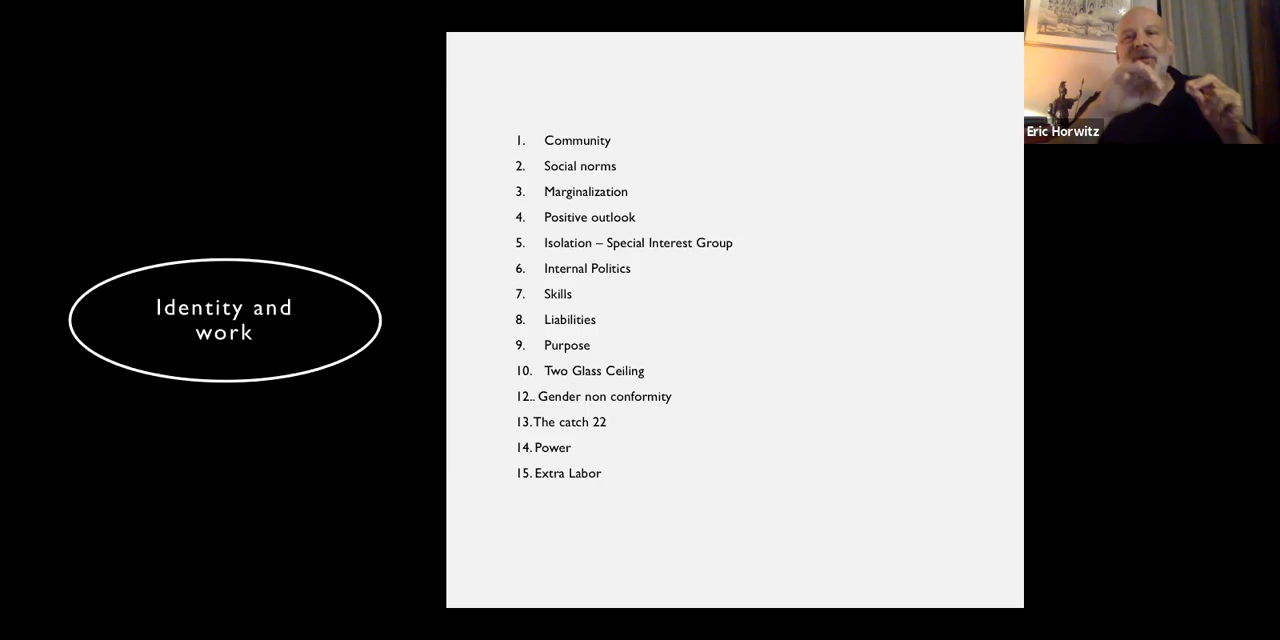 Identity and
work
1. Community
2. Social norms
3. Marginalization
4. Positive outlook
5. Isolation – Special Interest Group
6. Internal Politics
7. Skills
8. Liabilities
9. Purpose
10. Two Glass Ceiling
12.. Gender non conformity
13.The catch 22
14. Power
15. Extra Labor
Eric Horwitz